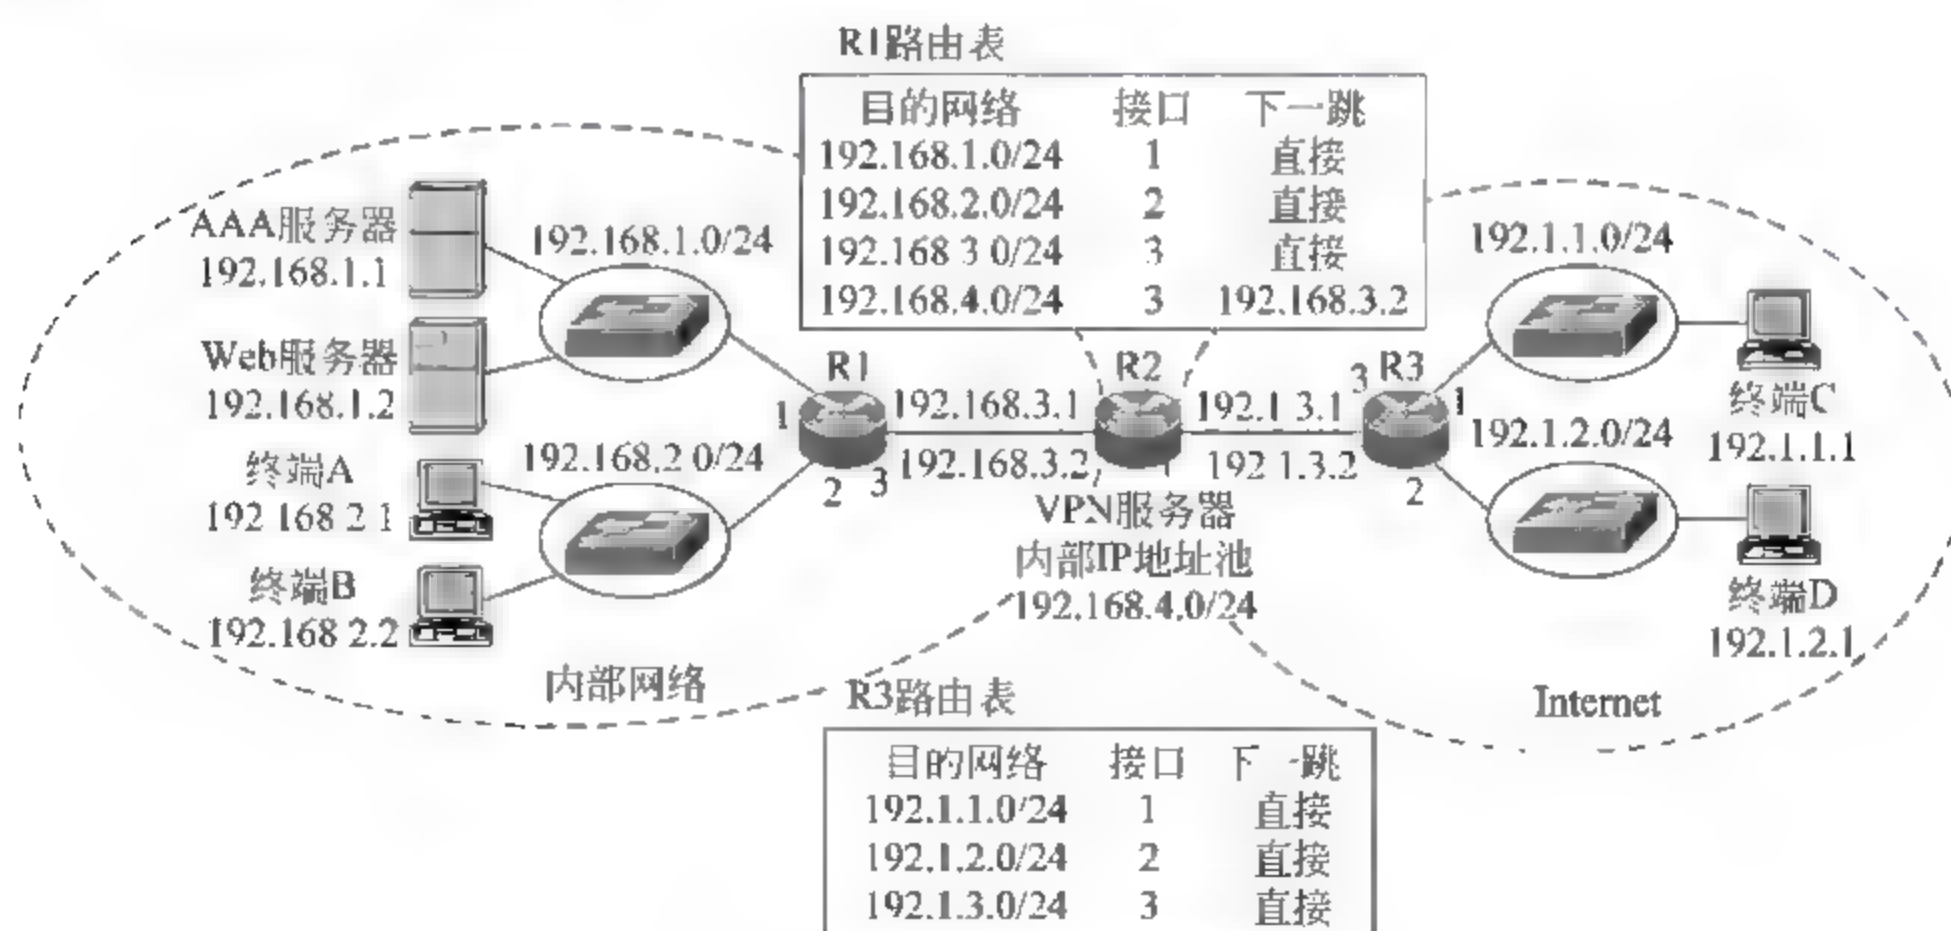 R1路由表
目的网络 接口 下一跳
192.168.1.0/24 1 直接
192.168.2.0/24 2 直接
192.168 3 0/24 3 直接
192.168.4.0/24 3 192.168.3.2
AAA服务器
192.168.1.1
192.168.1.0/24
Web服务器
192.168.1.2
终端A
192 168 2 1
192.168.2 0/24
终端B
192.168 2.2
内部网络
R1
1
2
3
192.168.3.1
192.168.3.2
R2
VPN服务器
内部IP地址池
192.168.4.0/24
192.1 3.1
192 1.3.2
3
R3
1
2
192.1.1.0/24
终端C
192.1.1.1
192.1.2.0/24
终端D
192.1.2.1
Internet
R3路由表
目的网络 接口 下一跳
192.1.1.0/24 1 直接
192.1.2.0/24 2 直接
192.1.3.0/24 3 直接